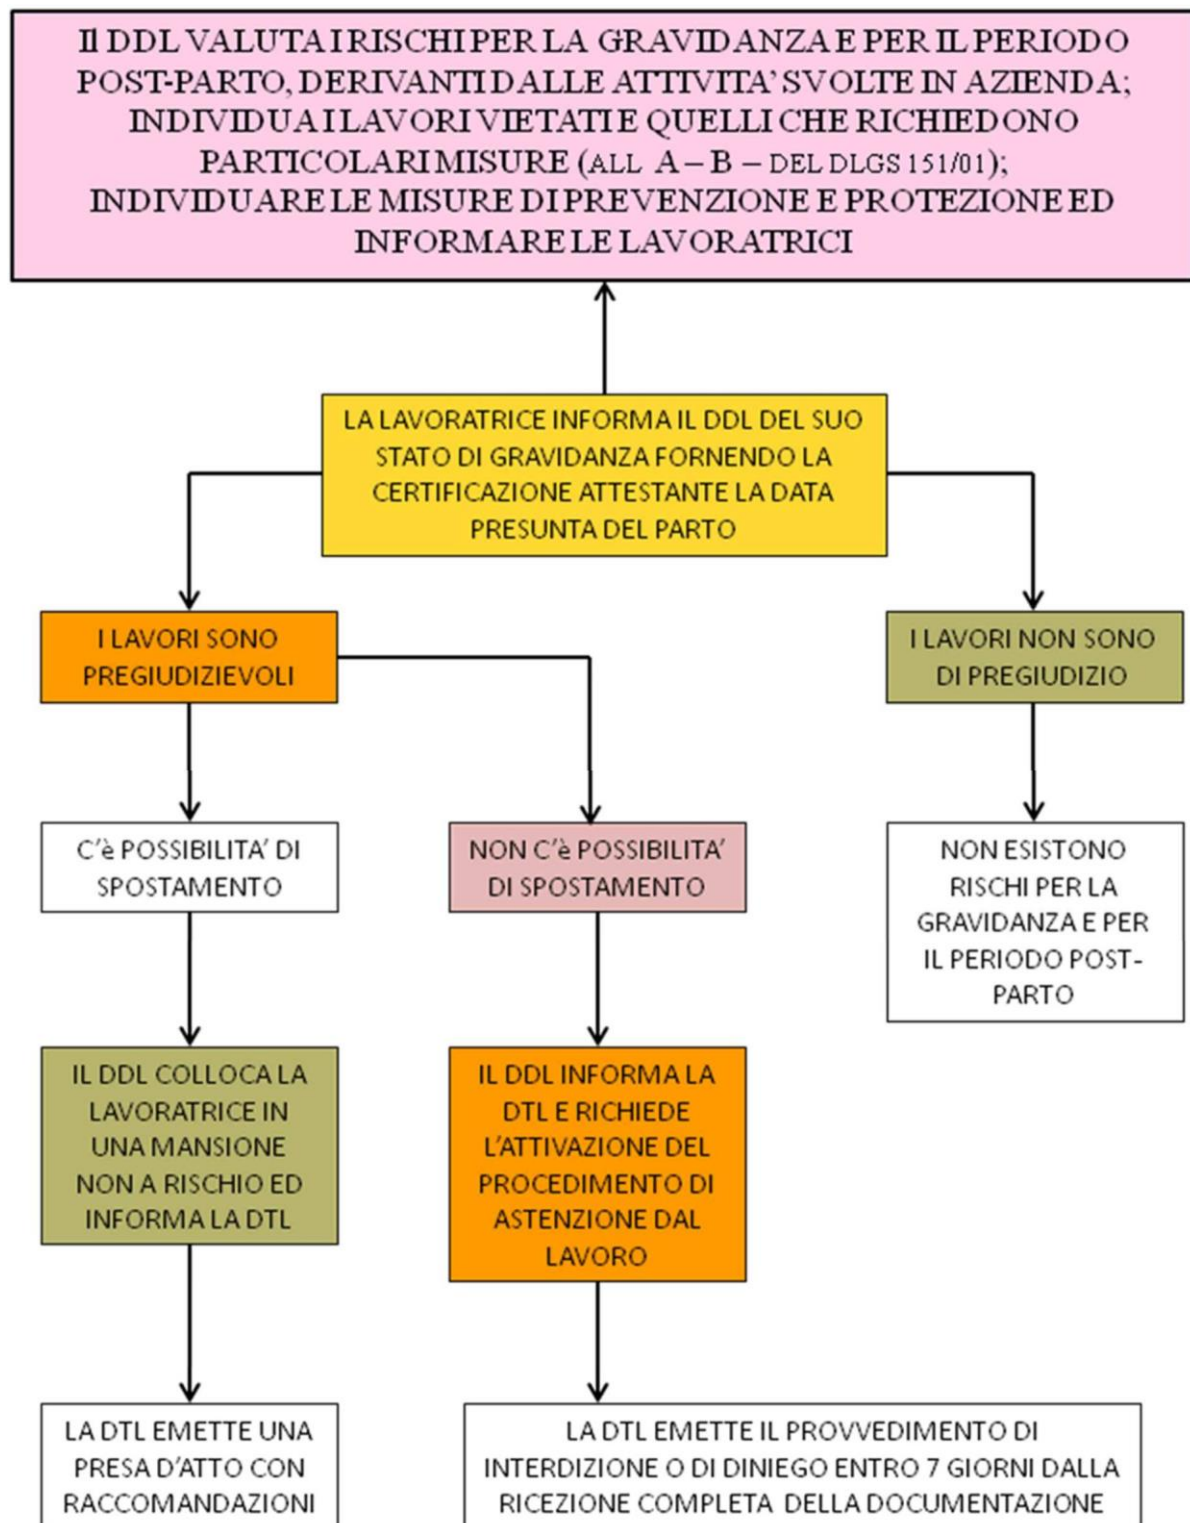 Il DDL VALUTA I RISCHI PER LA GRAVIDANZA E PER IL PERIODO
POST-PARTO, DERIVANTI DALLE ATTIVITA' SVOLTE IN AZIENDA;
INDIVIDUA I LAVORI VIETATI E QUELLI CHE RICHIEDONO
PARTICOLARI MISURE (ALL A – B – DEL DLGS 151/01);
INDIVIDUARE LE MISURE DI PREVENZIONE E PROTEZIONE ED
INFORMARE LE LAVORATRICI
LA LAVORATRICE INFORMA IL DDL DEL SUO
STATO DI GRAVIDANZA FORNENDO LA
CERTIFICAZIONE ATTESTANTE LA DATA
PRESUNTA DEL PARTO
I LAVORI SONO
PREGIUDIZIEVOLI
I LAVORI NON SONO
DI PREGIUDIZIO
C'è POSSIBILITA' DI
SPOSTAMENTO
NON C'è POSSIBILITA'
DI SPOSTAMENTO
NON ESISTONO
RISCHI PER LA
GRAVIDANZA E PER
IL PERIODO POST-
PARTO
IL DDL COLLOCA LA
LAVORATRICE IN
UNA MANSIONE
NON A RISCHIO ED
INFORMA LA DTL
IL DDL INFORMA LA
DTL E RICHIEDE
L'ATTIVAZIONE DEL
PROCEDIMENTO DI
ASTENZIONE DAL
LAVORO
LA DTL EMETTE UNA
PRESA D'ATTO CON
RACCOMANDAZIONI
LA DTL EMETTE IL PROVVEDIMENTO DI
INTERDIZIONE O DI DINIEGO ENTRO 7 GIORNI DALLA
RICEZIONE COMPLETA DELLA DOCUMENTAZIONE